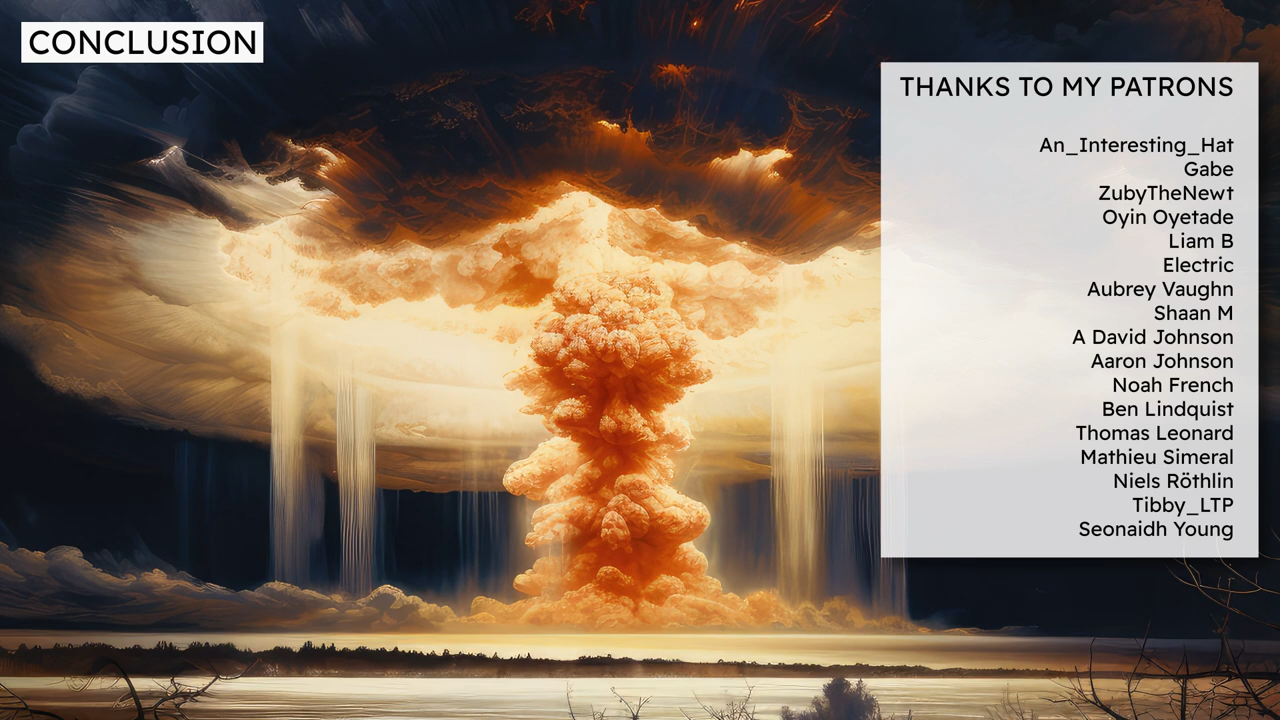 CONCLUSION
THANKS TO MY PATRONS
An_Interesting_Hat
Gabe
ZubyTheNewt
Oyin Oyetade
Liam B
Electric
Aubrey Vaughn
Shaan M
A David Johnson
Aaron Johnson
Noah French
Ben Lindquist
Thomas Leonard
Mathieu Simeral
Niels Röthlin
Tibby_LTP
Seonaidh Young